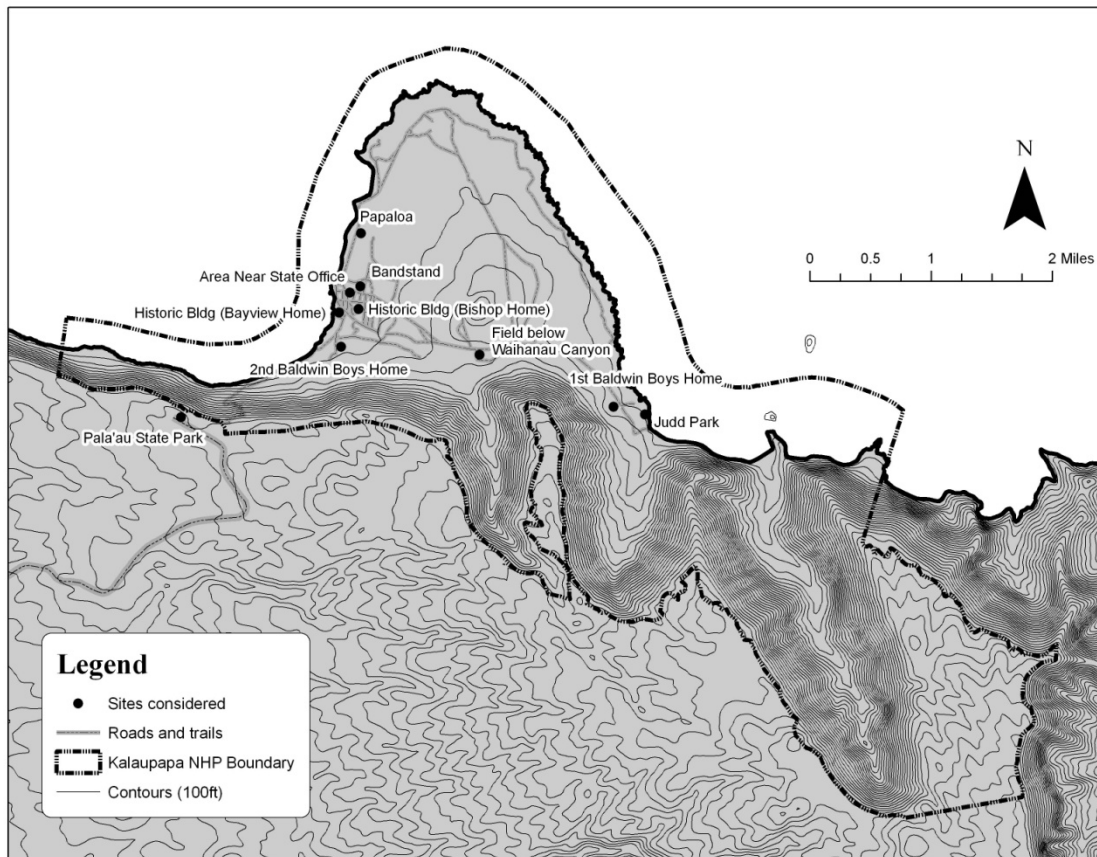 N
0 0.5 1 2 Miles
Papaloa
Area Near State Office
Bandstand
Historic Bldg (Bayview Home)
Historic Bldg (Bishop Home)
Field below
Waihanau Canyon
2nd Baldwin Boys Home
1st Baldwin Boys Home
Judd Park
Pala'au State Park
Legend
Sites considered
Roads and trails
Kalaupapa NHP Boundary
Contours (100ft)